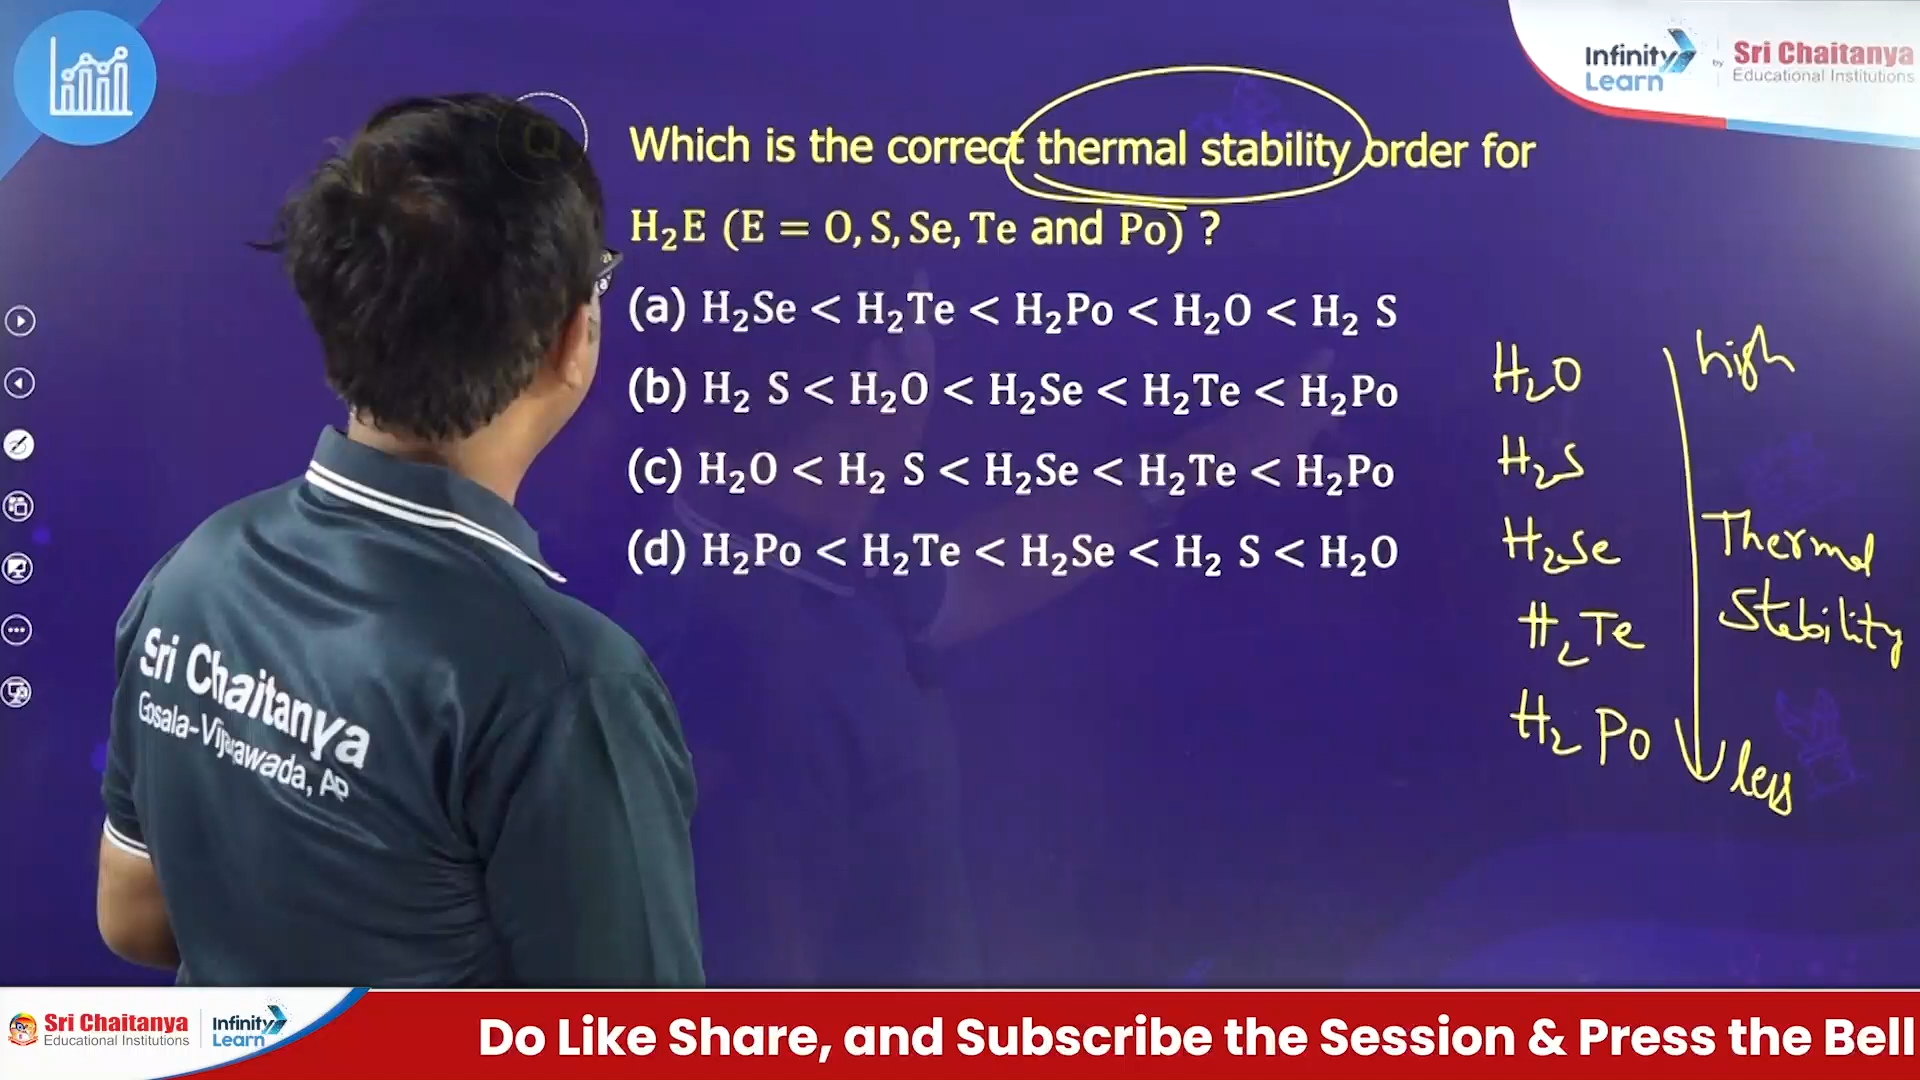 Infinity Learn by Sri Chaitanya Educational Institutions
Q
Which is the correct thermal stability order for
H₂E (E = O, S, Se, Te and Po) ?
(a) H₂Se < H₂Te < H₂Po < H₂O < H₂ S
(b) H₂ S < H₂O < H₂Se < H₂Te < H₂Po
(c) H₂O < H₂ S < H₂Se < H₂Te < H₂Po
(d) H₂Po < H₂Te < H₂Se < H₂ S < H₂O
H₂O
H₂S
H₂Se
H₂Te
H₂Po
high
Thermal
Stability
less
Sri Chaitanya
Gosala-Vijayawada, AP
Sri Chaitanya Educational Institutions Infinity Learn
Do Like Share, and Subscribe the Session & Press the Bell